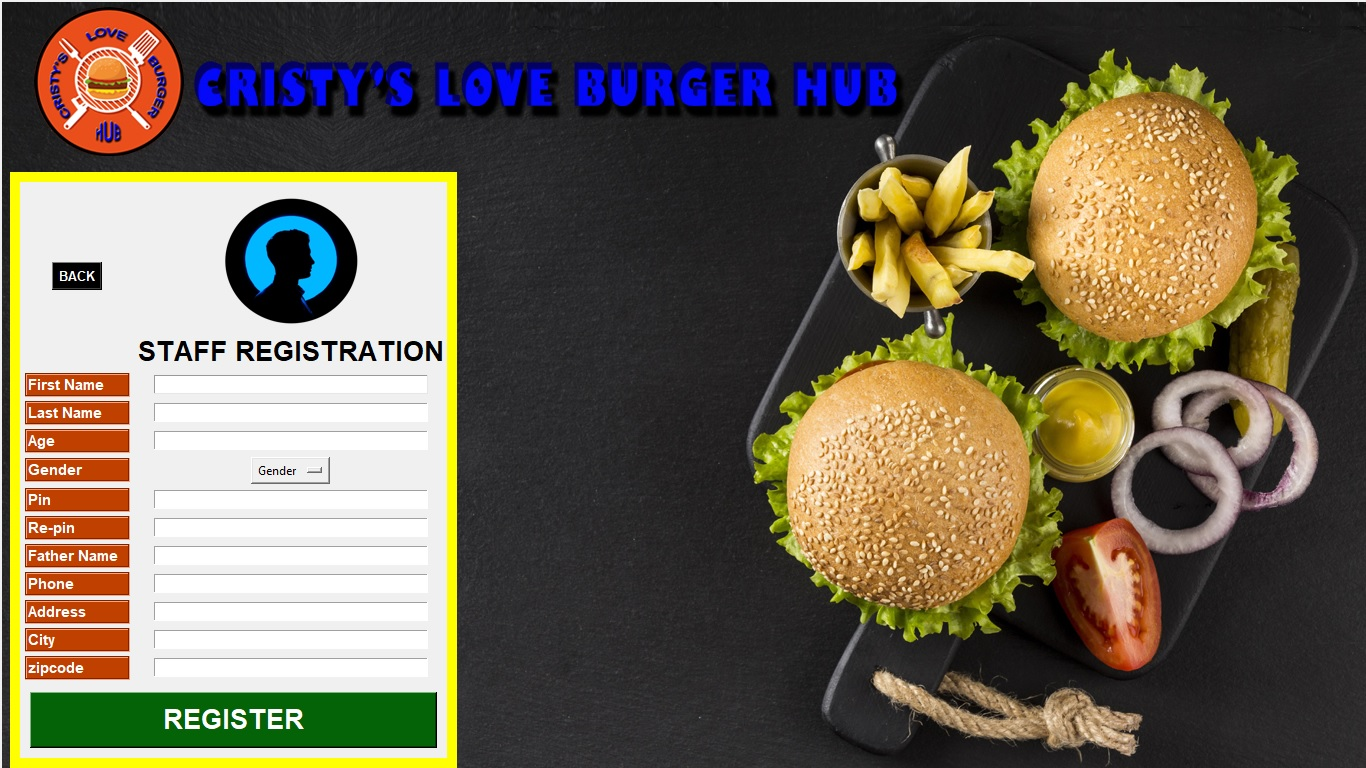 CRISTY'S LOVE BURGER HUB
CRISTY'S LOVE BURGER HUB
BACK
STAFF REGISTRATION
First Name
Last Name
Age
Gender
Gender
Pin
Re-pin
Father Name
Phone
Address
City
zipcode
REGISTER